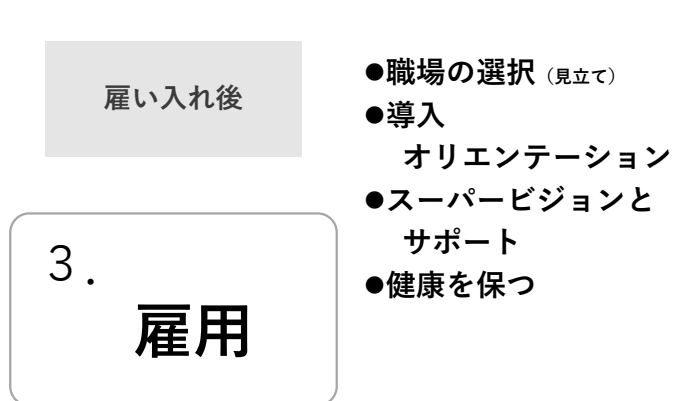 雇い入れ後
●職場の選択（見立て）
●導入
オリエンテーション
●スーパービジョンと
サポート
●健康を保つ
３．
雇用